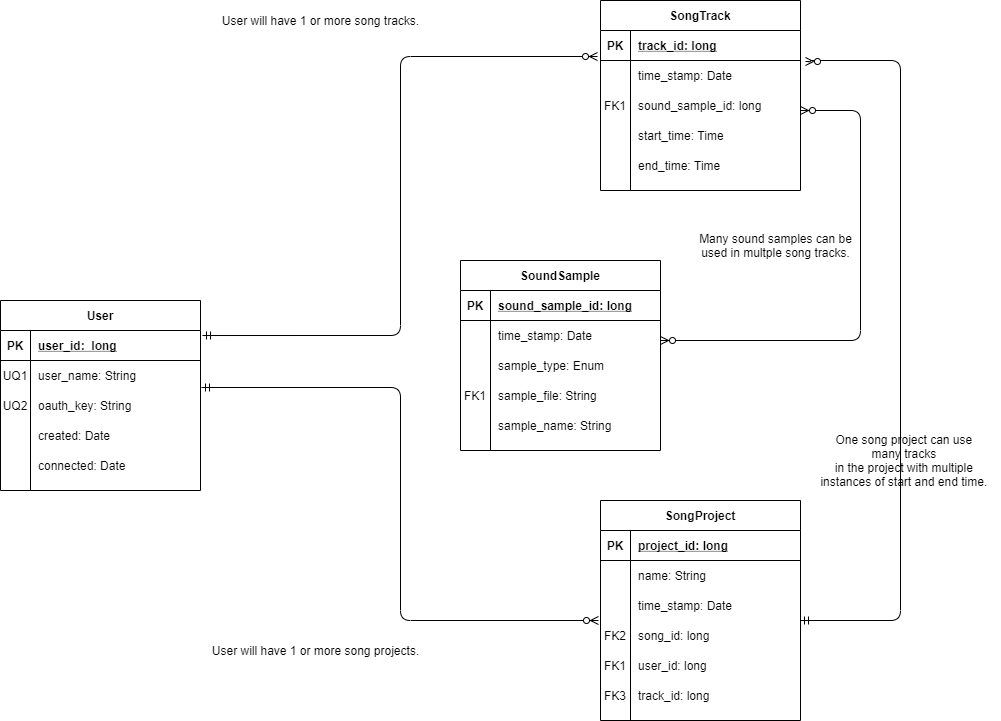 User will have 1 or more song tracks.
SongTrack
PK track_id: long
time_stamp: Date
FK1 sound_sample_id: long
start_time: Time
end_time: Time
Many sound samples can be
used in multple song tracks.
SoundSample
PK sound_sample_id: long
time_stamp: Date
sample_type: Enum
FK1 sample_file: String
sample_name: String
User
PK user_id: long
UQ1 user_name: String
UQ2 oauth_key: String
created: Date
connected: Date
One song project can use
many tracks
in the project with multiple
instances of start and end time.
SongProject
PK project_id: long
name: String
time_stamp: Date
FK2 song_id: long
FK1 user_id: long
FK3 track_id: long
User will have 1 or more song projects.